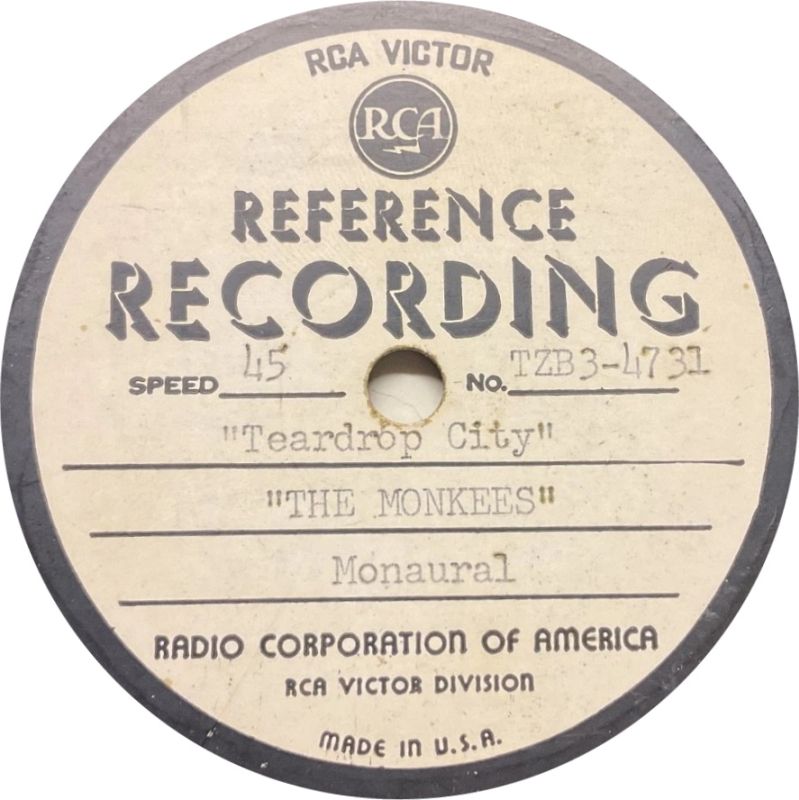 RCA VICTOR
RCA
REFERENCE
RECORDING
SPEED 45 NO. TZB3-4731
"Teardrop City"
"THE MONKEES"
Monaural
RADIO CORPORATION OF AMERICA
RCA VICTOR DIVISION
MADE IN U.S.A.